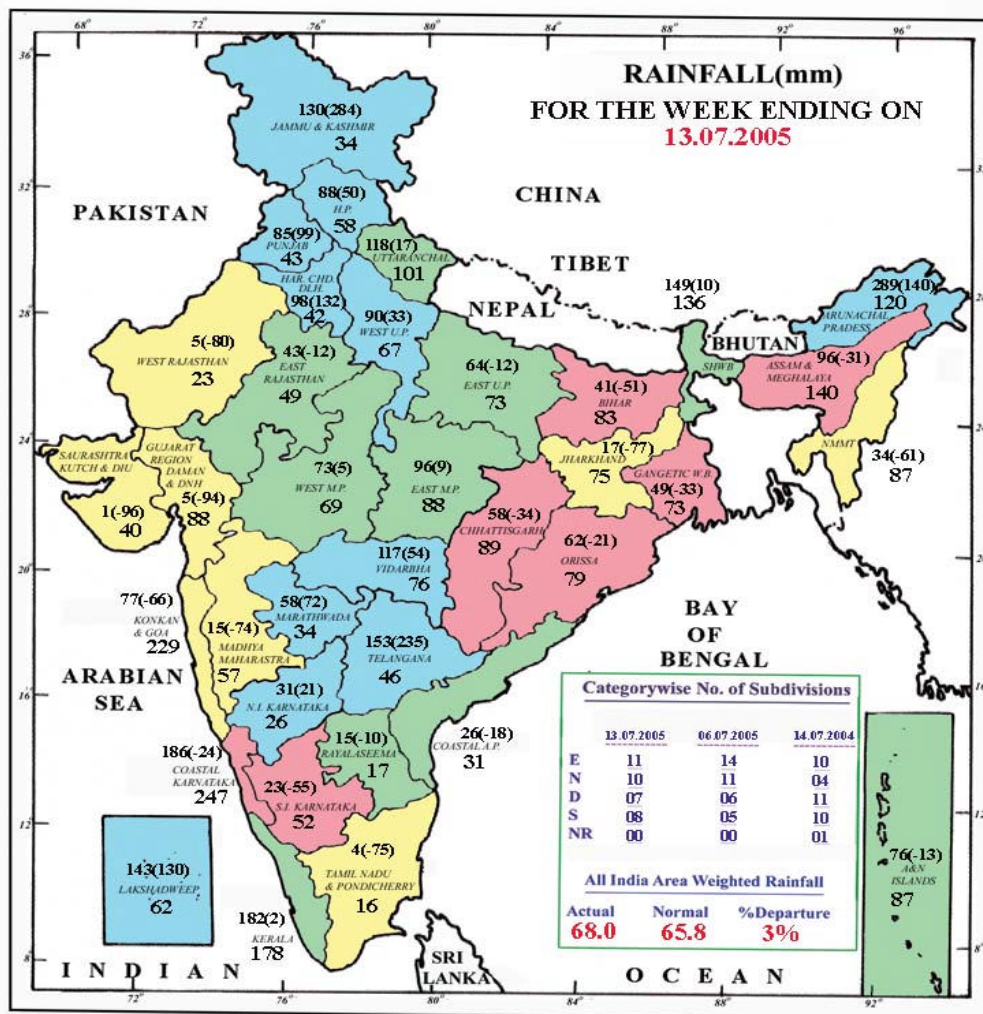 68° 72° 76° 80° 84° 88° 92° 96°
36°
RAINFALL(mm)
FOR THE WEEK ENDING ON
13.07.2005
130(284)
JAMMU & KASHMIR
34
32°
CHINA
PAKISTAN
88(50)
H.P.
58
85(99)
PUNJAB
43
118(17)
UTTARANCHAL
101
TIBET
NEPAL
HAR. CHD.
DLH.
98(132)
42
90(33)
WEST U.P.
67
149(10)
136
SHWB
BHUTAN
289(140)
120
ARUNACHAL
PRADESS
28
5(-80)
WEST RAJASTHAN
23
43(-12)
EAST
RAJASTHAN
49
64(-12)
EAST U.P.
73
41(-51)
BIHAR
83
96(-31)
ASSAM &
MEGHALAYA
140
NMMT
34(-61)
87
24
SAURASHTRA
KUTCH & DIU
1(-96)
40
GUJARAT
REGION
DAMAN
& DNH
5(-94)
88
73(5)
WEST M.P.
69
96(9)
EAST M.P.
88
17(-77)
JHARKHAND
75
GANGETIC W.B.
49(-33)
73
58(-34)
CHHATTISGARH
89
62(-21)
ORISSA
79
20
117(54)
VIDARBHA
76
77(-66)
KONKAN
& GOA
229
15(-74)
MADHYA
MAHARASTRA
57
58(72)
MARATHWADA
34
153(235)
TELANGANA
46
BAY
OF
BENGAL
ARABIAN
SEA
16
31(21)
N.I. KARNATAKA
26
186(-24)
COASTAL
KARNATAKA
247
15(-10)
RAYALASEEMA
17
26(-18)
COASTAL A.P.
31
23(-55)
S.I. KARNATAKA
52
12
143(130)
LAKSHADWEEP
62
4(-75)
TAMIL NADU
& PONDICHERRY
16
182(2)
KERALA
178
8°
Categorywise No. of Subdivisions
13.07.2005 06.07.2005 14.07.2004
E 11 14 10
N 10 11 04
D 07 06 11
S 08 05 10
NR 00 00 01
All India Area Weighted Rainfall
Actual Normal %Departure
68.0 65.8 3%
76(-13)
A&N
ISLANDS
87
SRI
LANKA
INDIAN OCEAN
72° 76° 80° 84° 88° 92°